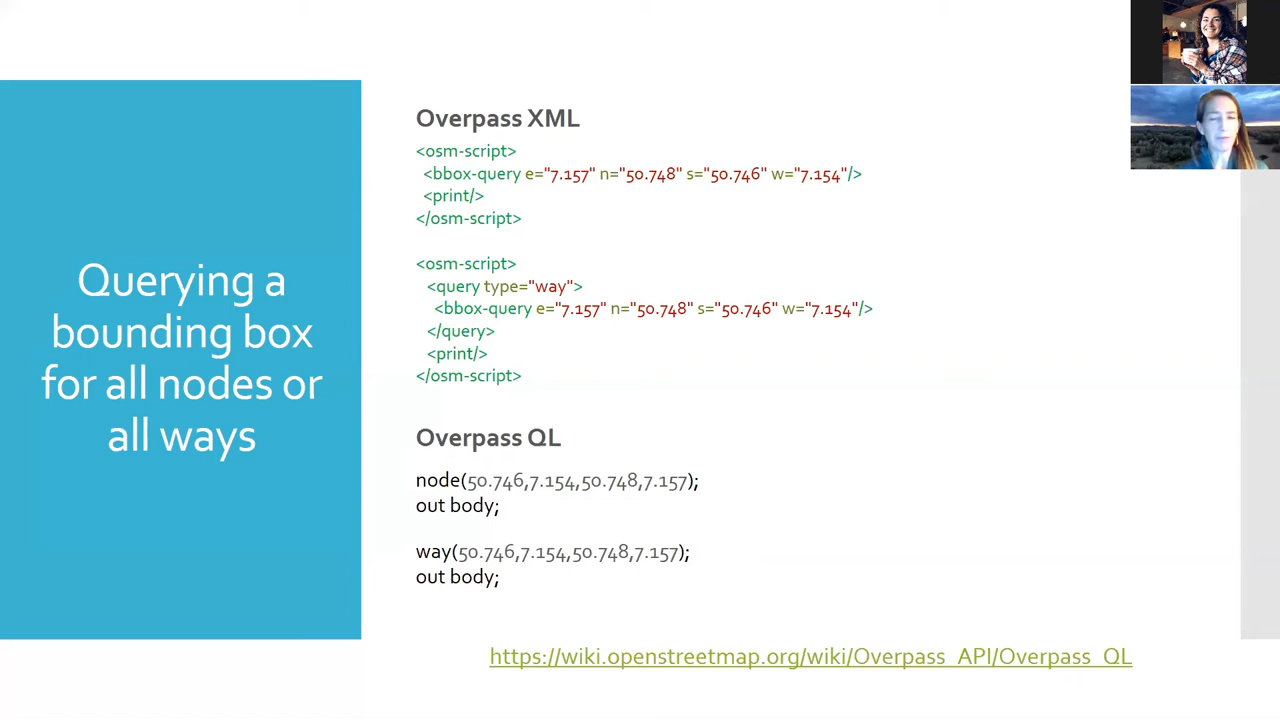 Querying a
bounding box
for all nodes or
all ways
Overpass XML
<osm-script>
<bbox-query e="7.157" n="50.748" s="50.746" w="7.154"/>
<print/>
</osm-script>
<osm-script>
<query type="way">
<bbox-query e="7.157" n="50.748" s="50.746" w="7.154"/>
</query>
<print/>
</osm-script>
Overpass QL
node(50.746,7.154,50.748,7.157);
out body;
way(50.746,7.154,50.748,7.157);
out body;
https://wiki.openstreetmap.org/wiki/Overpass_API/Overpass_QL